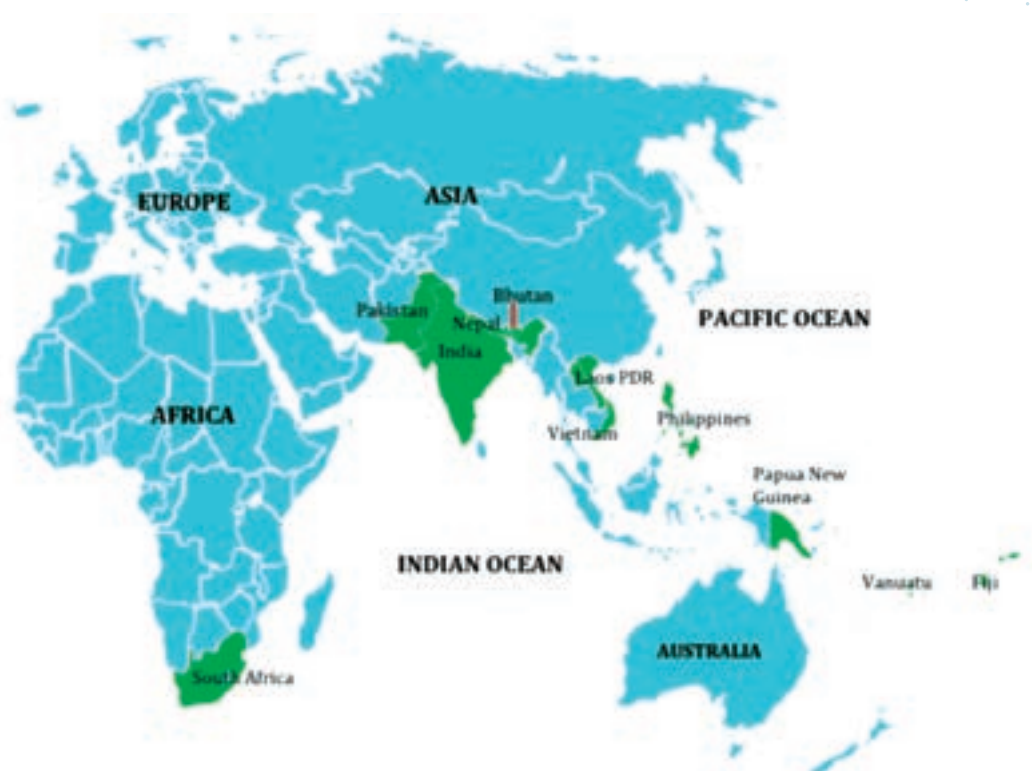 ASIA
EUROPE
Bhutan
Pakistan
Nepal
PACIFIC OCEAN
India
Laos PDR
AFRICA
Philippines
Vietnam
Papua New
Guinea
INDIAN OCEAN
Vanuatu
Fiji
AUSTRALIA
South Africa